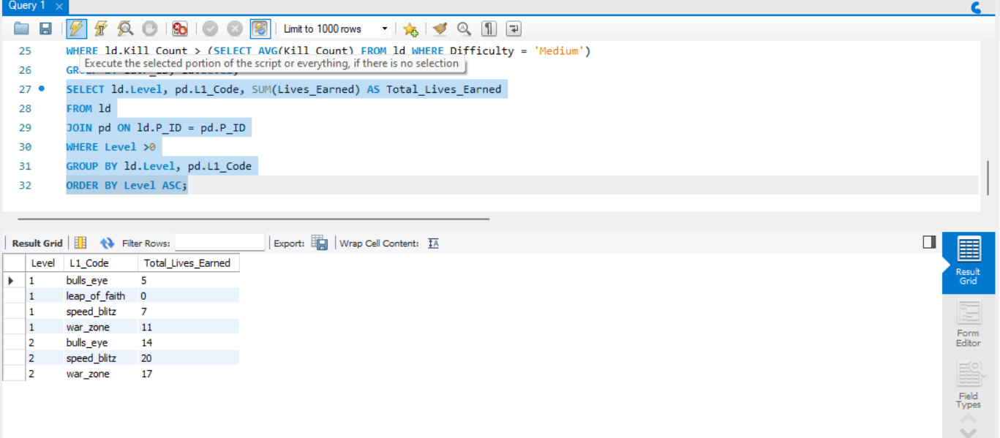 Query 1
Limit to 1000 rows
25 WHERE ld.Kill_Count > (SELECT AVG(Kill_Count) FROM ld WHERE Difficulty = 'Medium')
Execute the selected portion of the script or everything, if there is no selection
26 GR
27 SELECT ld.Level, pd.L1_Code, SUM(Lives_Earned) AS Total_Lives_Earned
28 FROM ld
29 JOIN pd ON ld.P_ID = pd.P_ID
30 WHERE Level >0
31 GROUP BY ld.Level, pd.L1_Code
32 ORDER BY Level ASC;
Result Grid Filter Rows: Export: Wrap Cell Content:
Level L1_Code Total_Lives_Earned
1 bulls_eye 5
1 leap_of_faith 0
1 speed_blitz 7
1 war_zone 11
2 bulls_eye 14
2 speed_blitz 20
2 war_zone 17
Result
Grid
Form
Editor
Field
Types